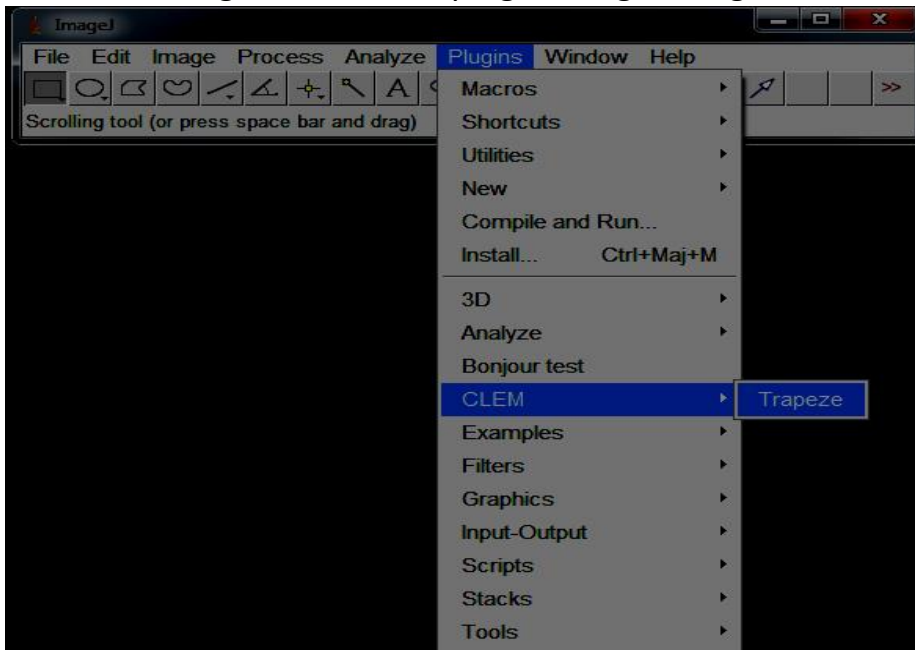 ImageJ
File Edit Image Process Analyze Plugins Window Help
A >>
Scrolling tool (or press space bar and drag)
Macros
Shortcuts
Utilities
New
Compile and Run...
Install... Ctrl+Maj+M
3D
Analyze
Bonjour test
CLEM Trapeze
Examples
Filters
Graphics
Input-Output
Scripts
Stacks
Tools